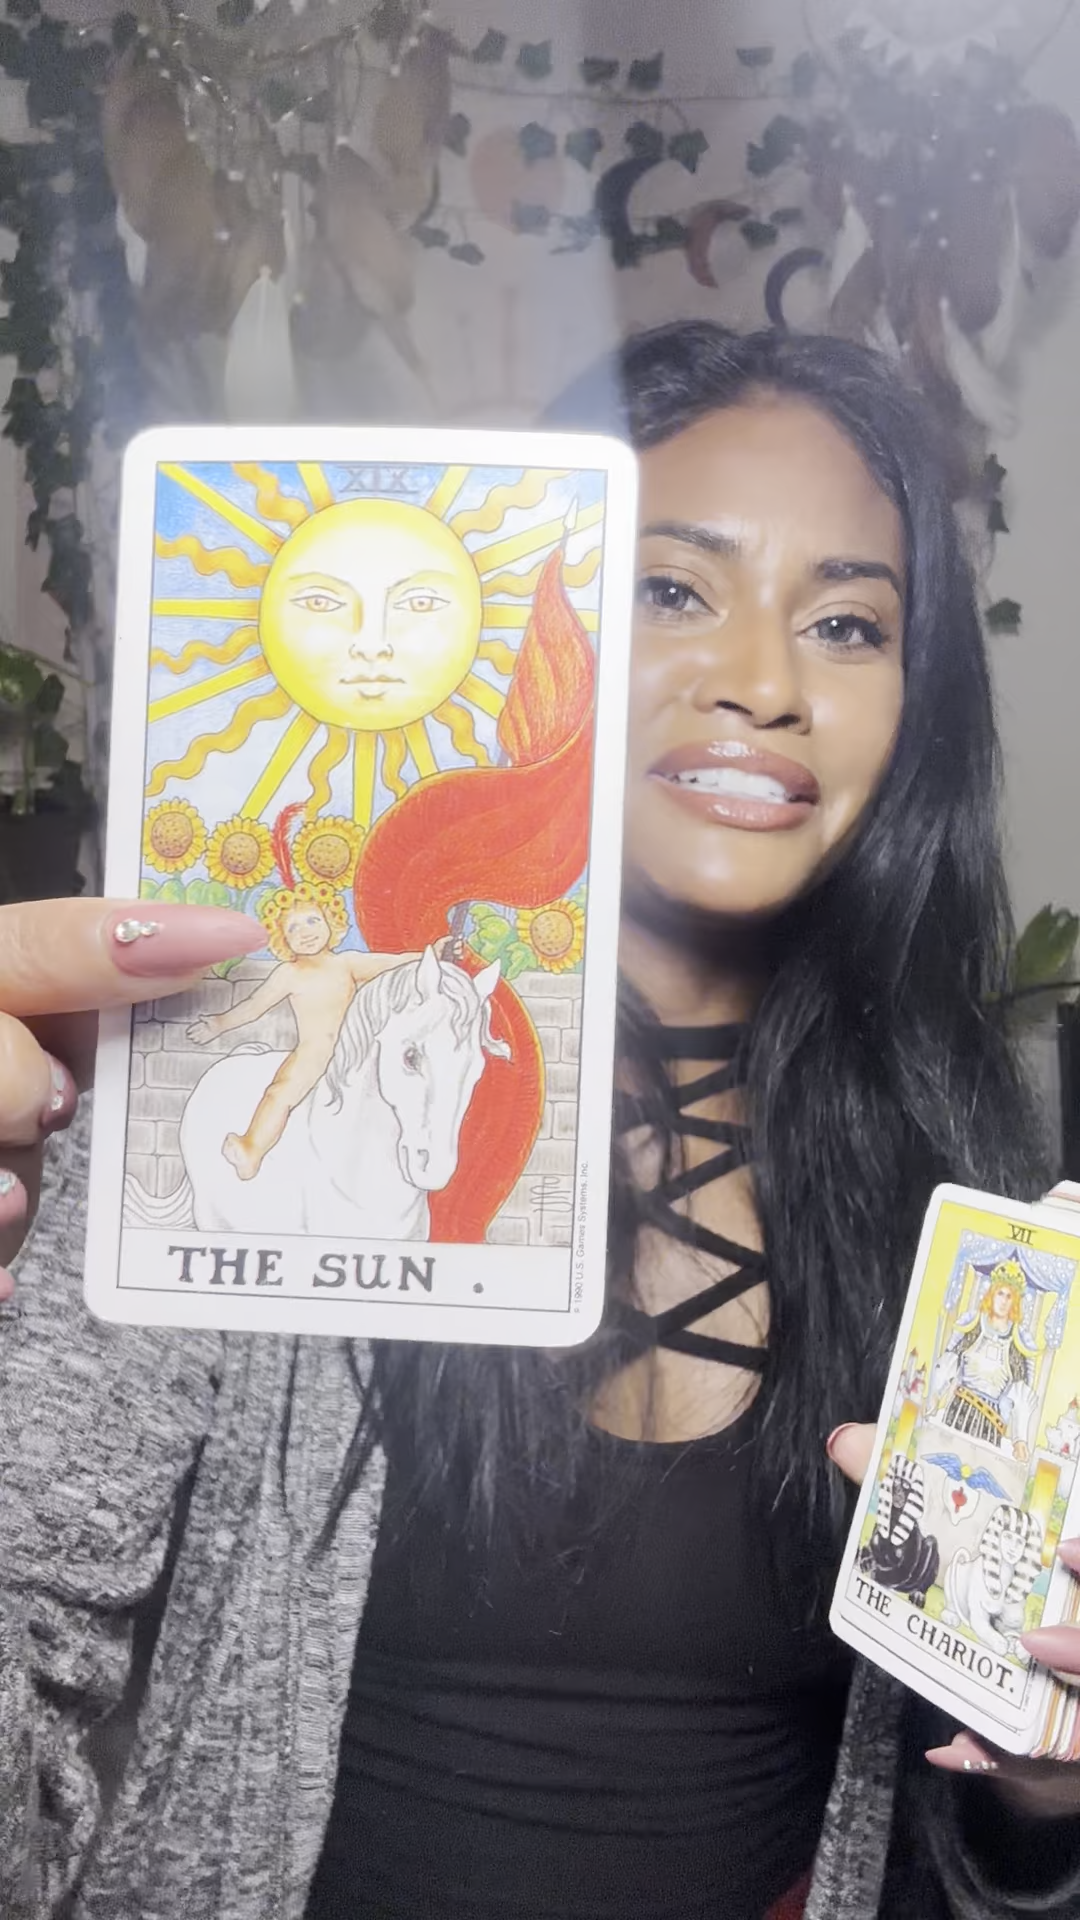 XIX
THE SUN .
© 1990 U.S. Games Systems, Inc.
VII
THE CHARIOT.